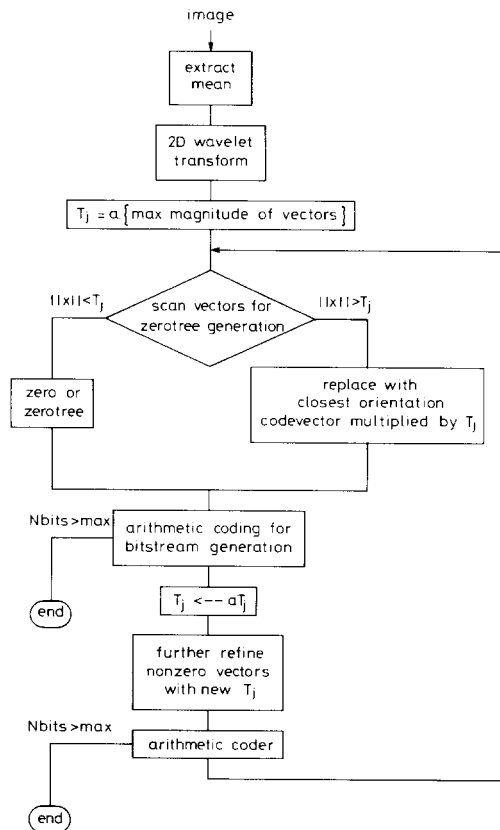 image
extract
mean
2D wavelet
transform
Tj = a{max magnitude of vectors}
||x||<Tj
scan vectors for
zerotree generation
||x||>Tj
zero or
zerotree
replace with
closest orientation
codevector multiplied by Tj
Nbits>max
arithmetic coding for
bitstream generation
end
Tj <-- aTj
further refine
nonzero vectors
with new Tj
Nbits>max
arithmetic coder
end